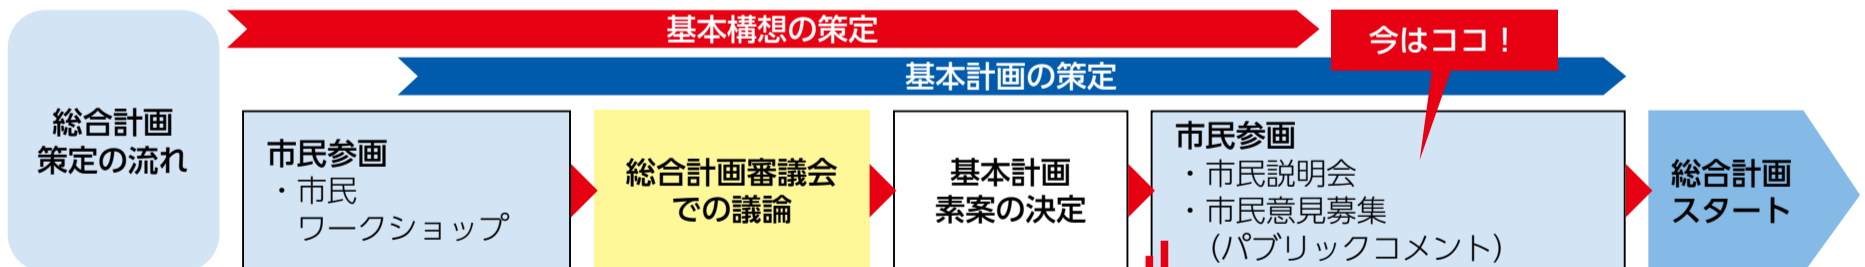 基本構想の策定
今はココ！
基本計画の策定
総合計画
策定の流れ
市民参画
・市民
ワークショップ
総合計画審議会
での議論
基本計画
素案の決定
市民参画
・市民説明会
・市民意見募集
（パブリックコメント）
総合計画
スタート